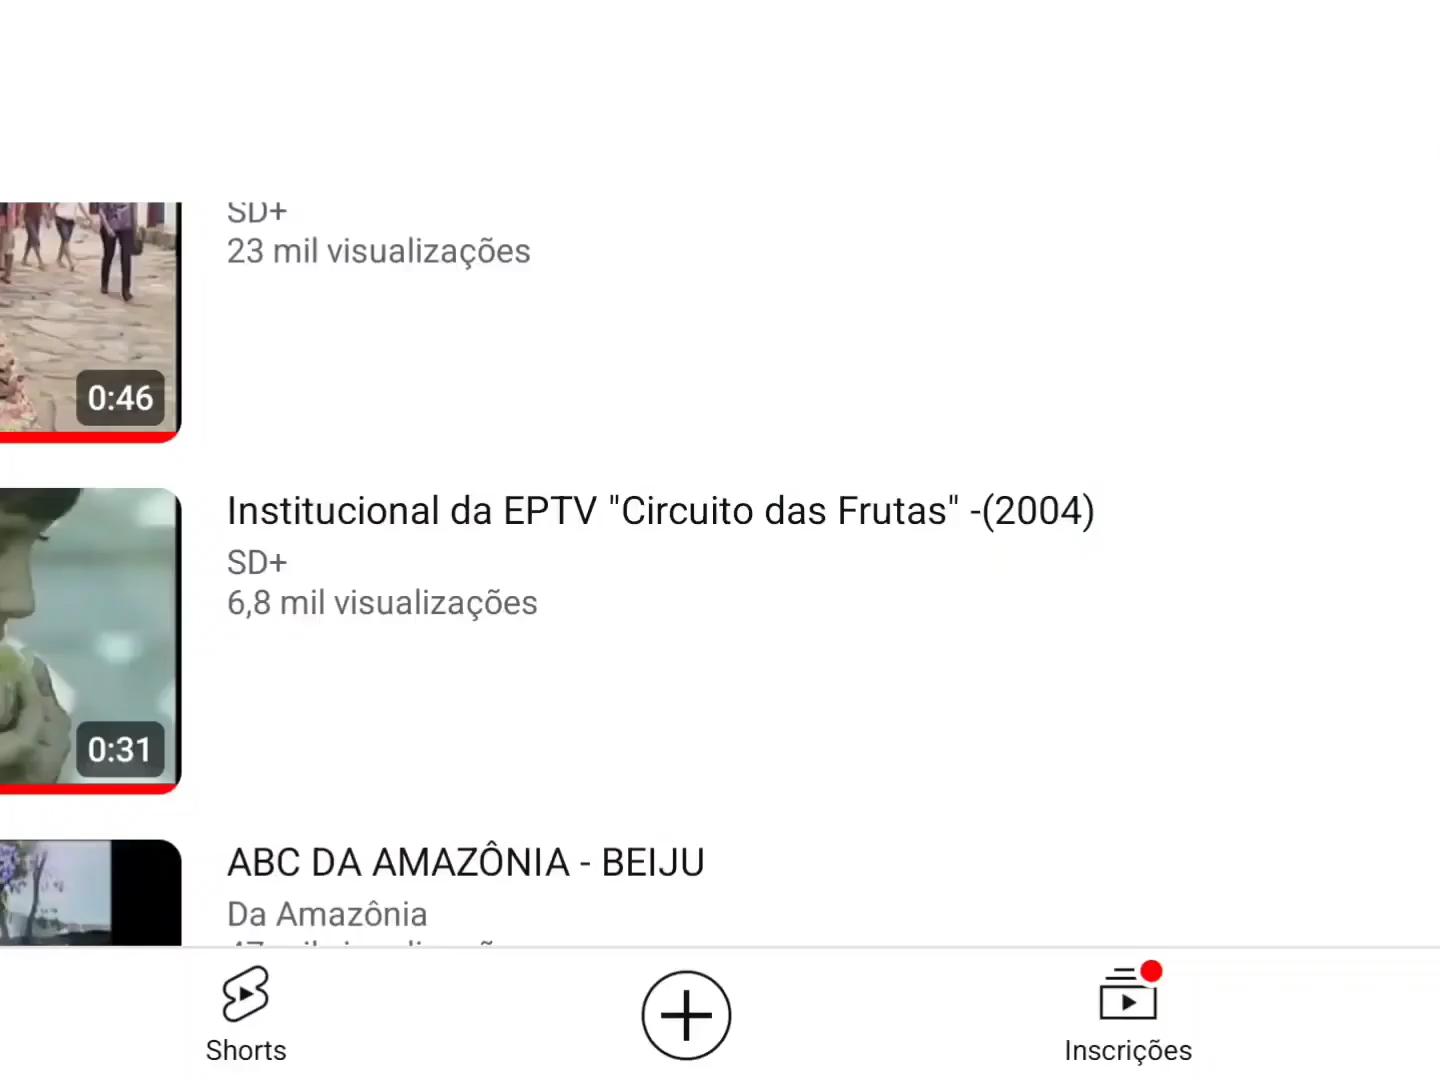 SD+
23 mil visualizações
0:46
Institucional da EPTV "Circuito das Frutas" -(2004)
SD+
6,8 mil visualizações
0:31
ABC DA AMAZÔNIA - BEIJU
Da Amazônia
Shorts
Inscrições